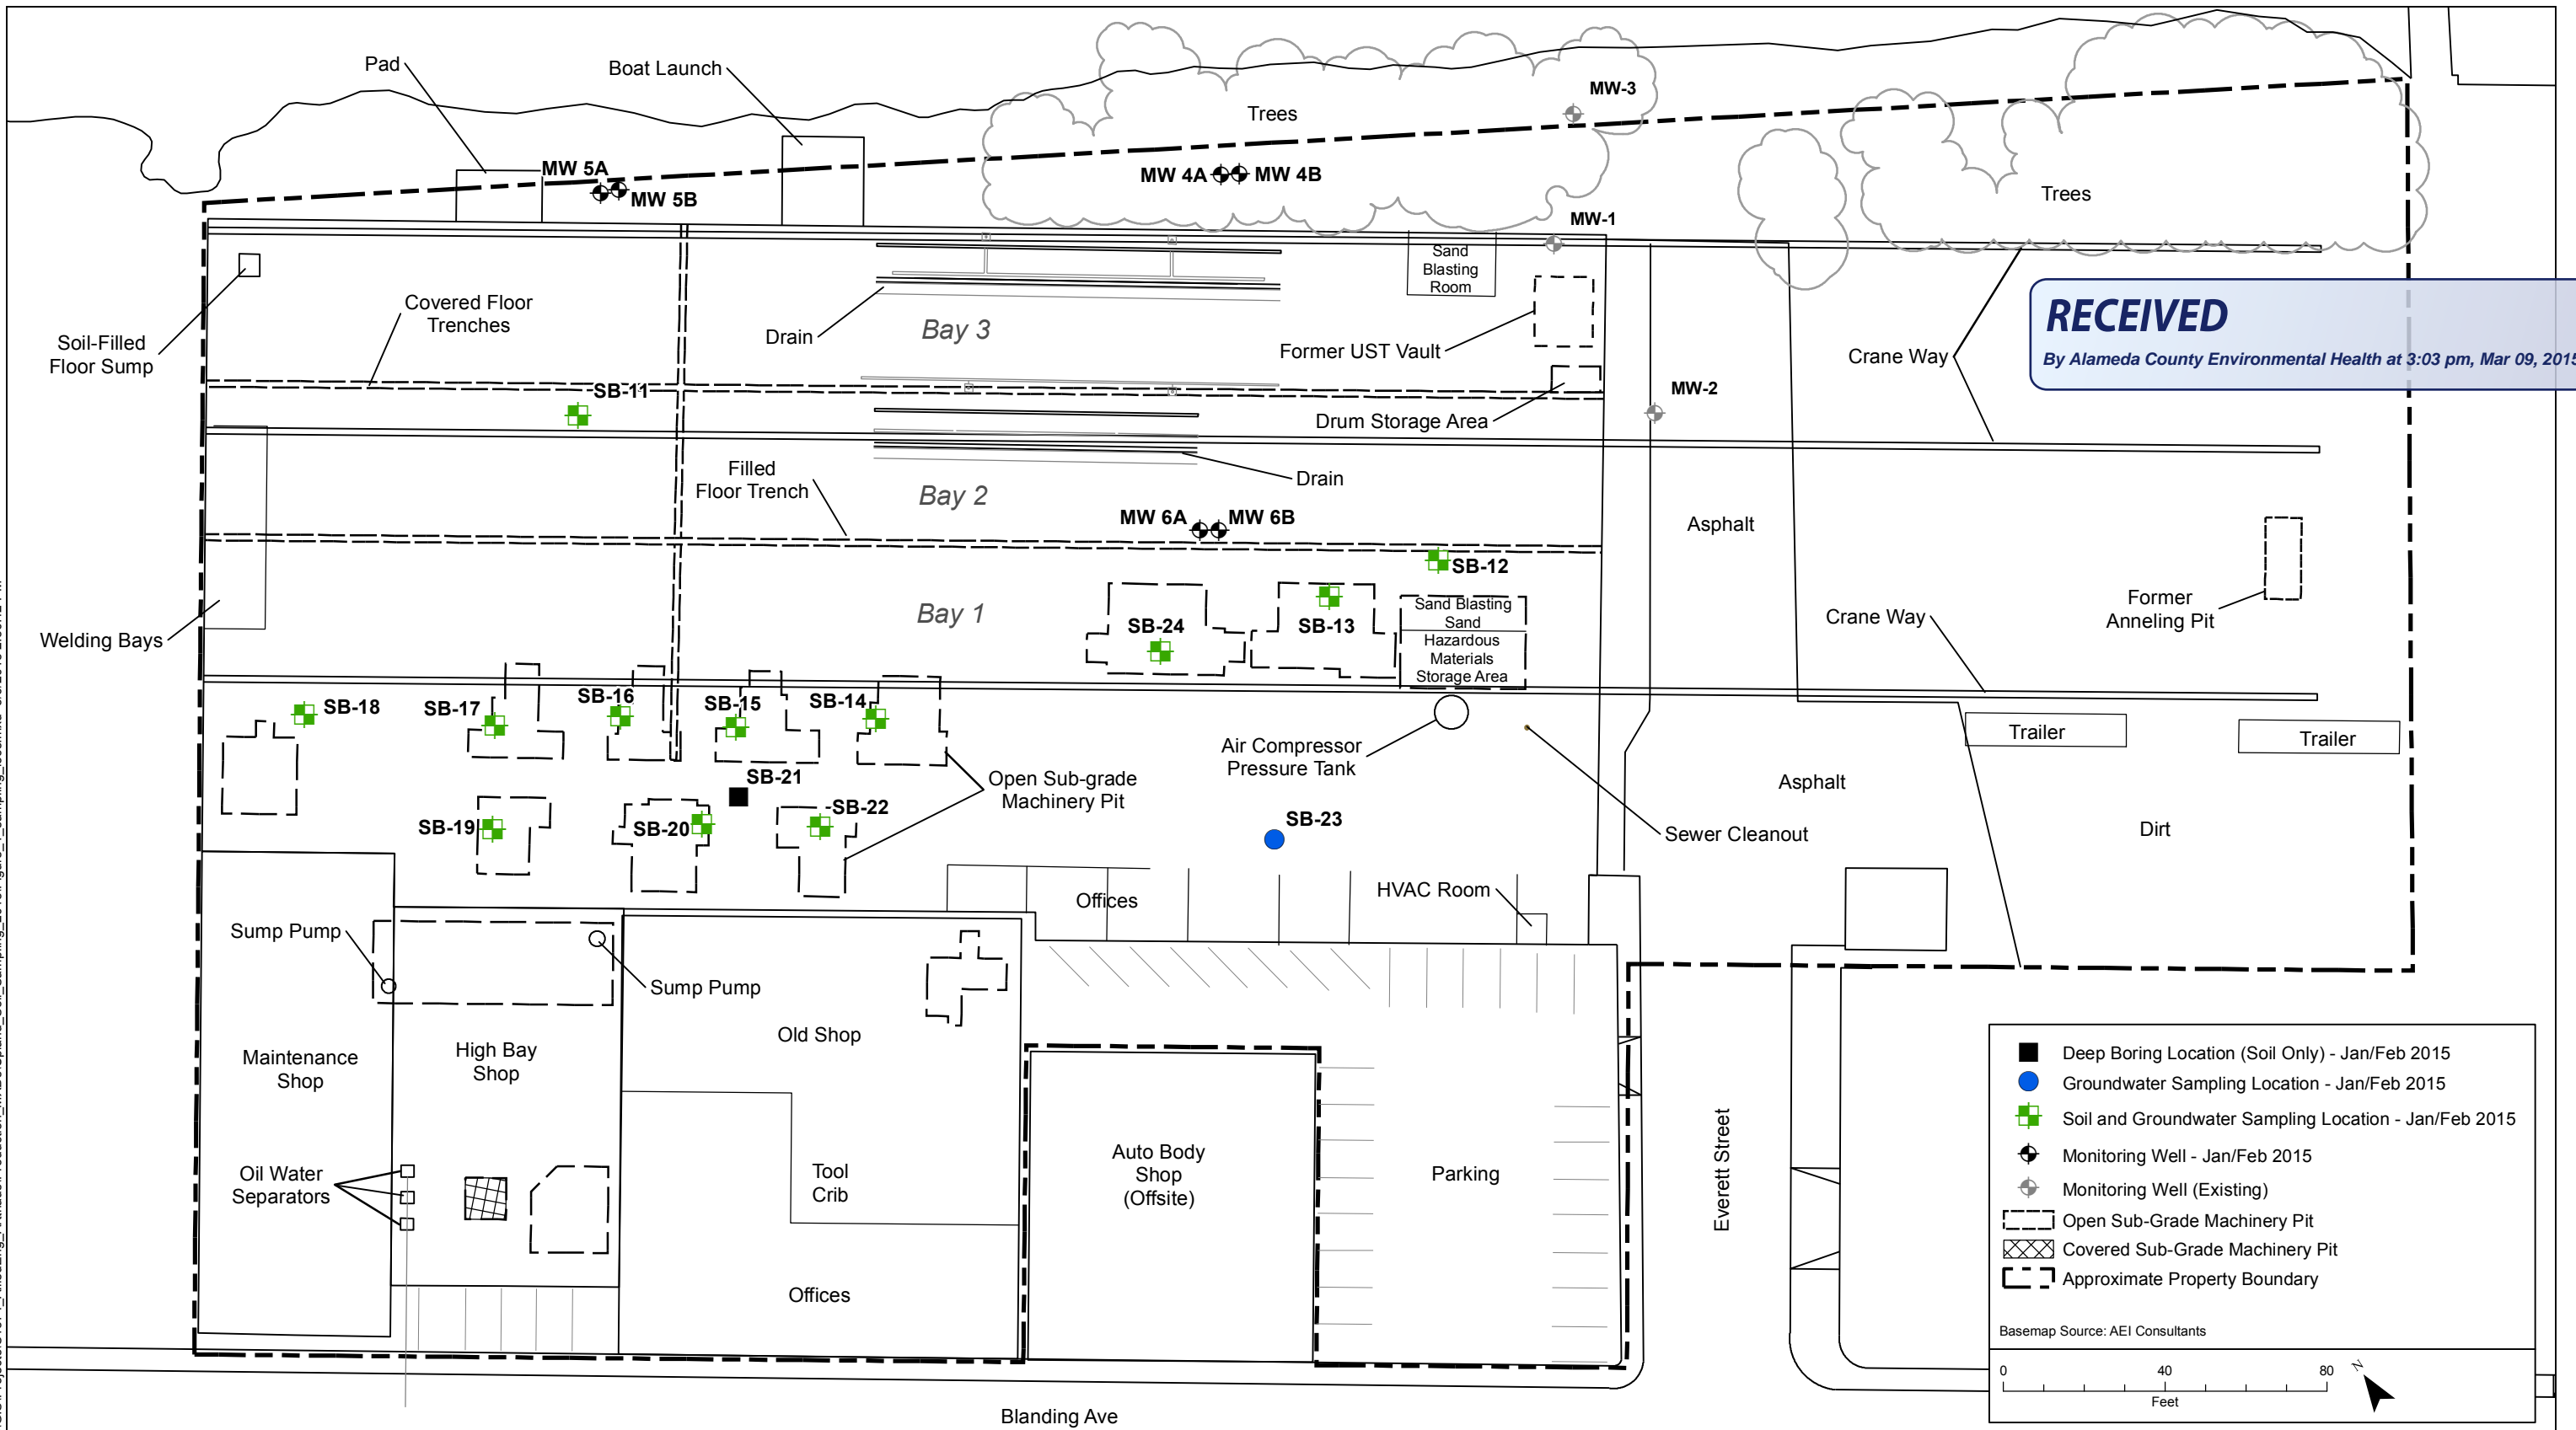 Pad
Boat Launch
Trees
MW-3
MW 5A
MW 5B
MW 4A
MW 4B
MW-1
Trees
Sand
Blasting
Room
Soil-Filled
Floor Sump
Covered Floor
Trenches
Drain
Bay 3
Former UST Vault
Crane Way
RECEIVED
By Alameda County Environmental Health at 3:03 pm, Mar 09, 2015
SB-11
MW-2
Drum Storage Area
Filled
Floor Trench
Drain
Bay 2
MW 6A
MW 6B
Asphalt
SB-12
Bay 1
Sand Blasting
Sand
Hazardous
Materials
Storage Area
SB-24
SB-13
Crane Way
Former
Anneling Pit
Welding Bays
SB-18
SB-17
SB-16
SB-15
SB-14
Air Compressor
Pressure Tank
Trailer
Trailer
SB-21
Open Sub-grade
Machinery Pit
Asphalt
SB-19
SB-20
SB-22
SB-23
Sewer Cleanout
Dirt
Offices
HVAC Room
Sump Pump
Sump Pump
Old Shop
Maintenance
Shop
High Bay
Shop
Oil Water
Separators
Tool
Crib
Auto Body
Shop
(Offsite)
Parking
Everett Street
Offices
Blanding Ave
Deep Boring Location (Soil Only) - Jan/Feb 2015
Groundwater Sampling Location - Jan/Feb 2015
Soil and Groundwater Sampling Location - Jan/Feb 2015
Monitoring Well - Jan/Feb 2015
Monitoring Well (Existing)
Open Sub-Grade Machinery Pit
Covered Sub-Grade Machinery Pit
Approximate Property Boundary
Basemap Source: AEI Consultants
0 40 80
Feet
N